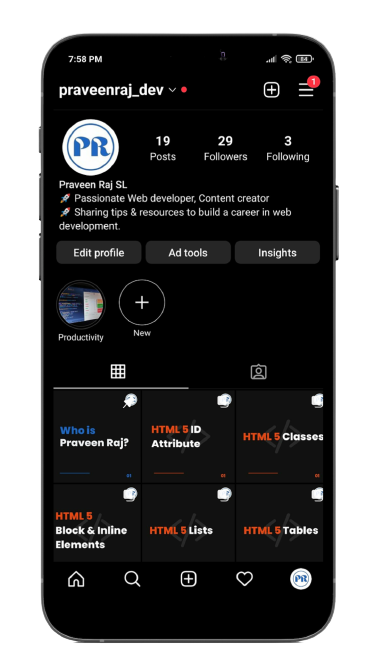 7:58 PM
84
praveenraj_dev
1
PR
19 29 3
Posts Followers Following
Praveen Raj SL
🚀 Passionate Web developer, Content creator
🚀 Sharing tips & resources to build a career in web
development.
Edit profile Ad tools Insights
Productivity New
Who is
Praveen Raj?
HTML 5 ID
Attribute
HTML 5 Classes
HTML 5
Block & Inline
Elements
HTML 5 Lists
HTML 5 Tables
PR